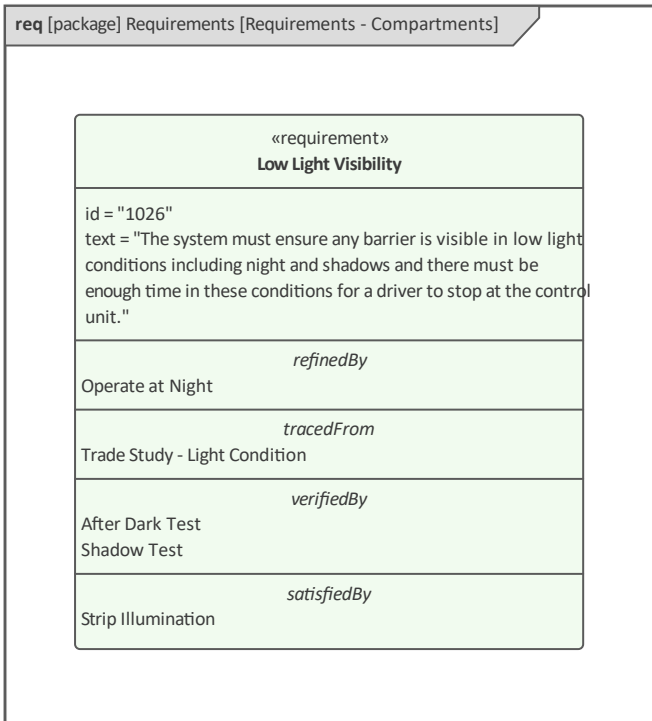 req [package] Requirements [Requirements - Compartments]
«requirement»
Low Light Visibility
id = "1026"
text = "The system must ensure any barrier is visible in low light
conditions including night and shadows and there must be
enough time in these conditions for a driver to stop at the control
unit."
refinedBy
Operate at Night
tracedFrom
Trade Study - Light Condition
verifiedBy
After Dark Test
Shadow Test
satisfiedBy
Strip Illumination